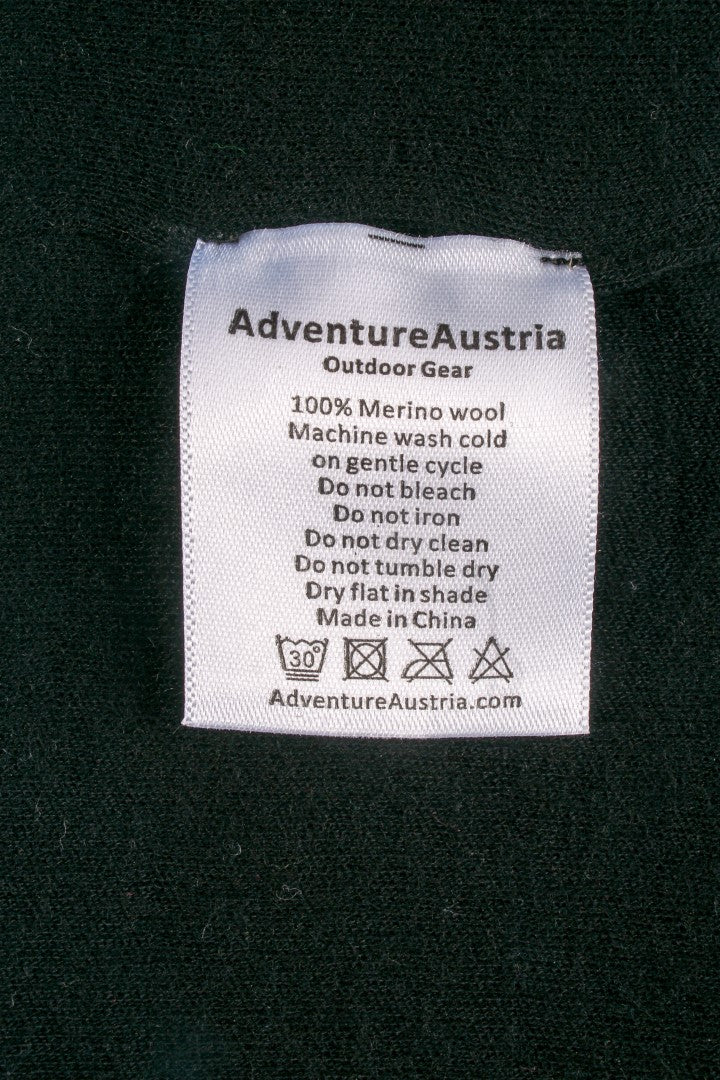 AdventureAustria
Outdoor Gear
100% Merino wool
Machine wash cold
on gentle cycle
Do not bleach
Do not iron
Do not dry clean
Do not tumble dry
Dry flat in shade
Made in China
30°
AdventureAustria.com